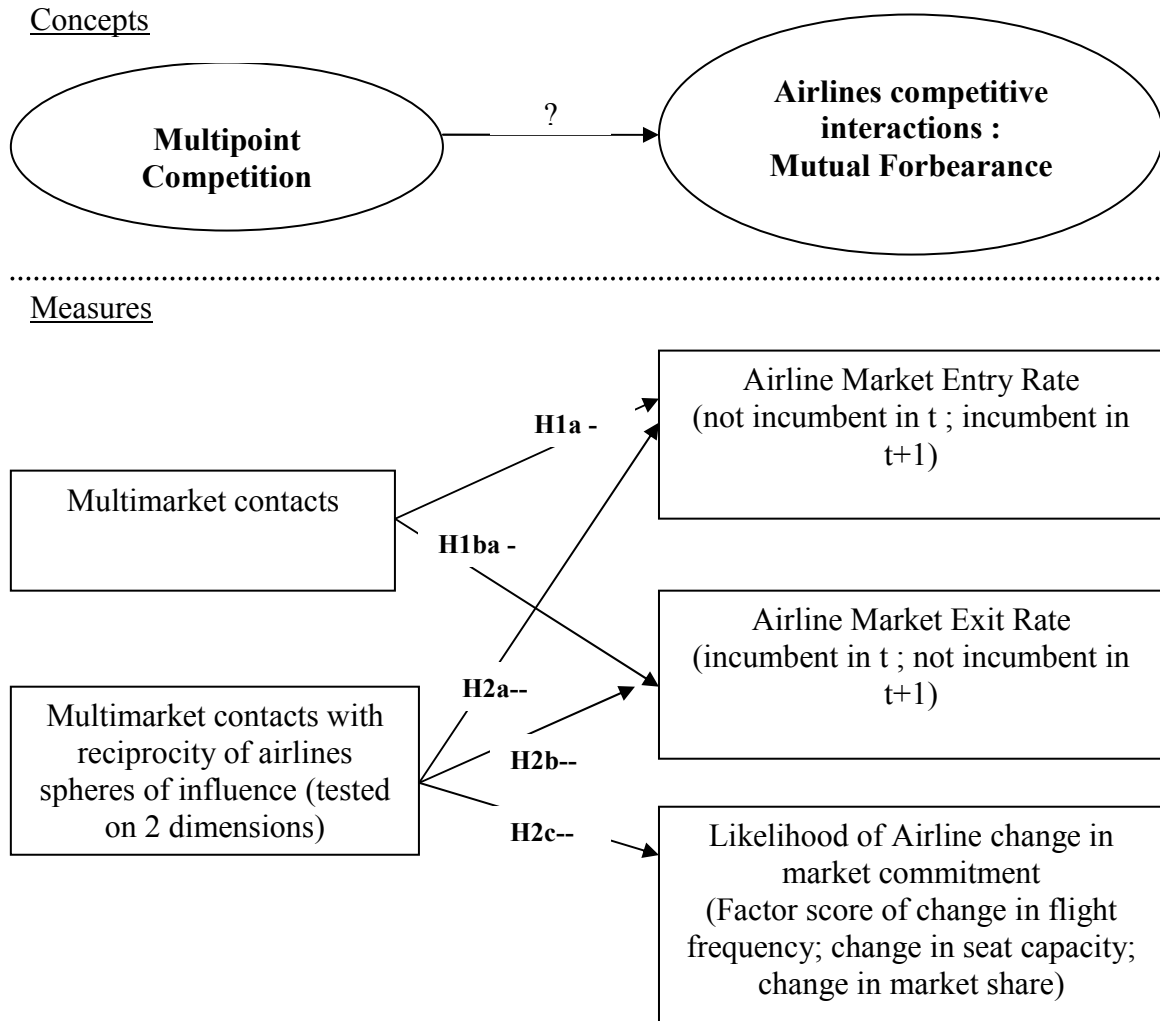 Concepts
Multipoint
Competition
?
Airlines competitive
interactions :
Mutual Forbearance
Measures
Multimarket contacts
Multimarket contacts with
reciprocity of airlines
spheres of influence (tested
on 2 dimensions)
H1a -
H1ba -
H2a--
H2b--
H2c--
Airline Market Entry Rate
(not incumbent in t ; incumbent in
t+1)
Airline Market Exit Rate
(incumbent in t ; not incumbent in
t+1)
Likelihood of Airline change in
market commitment
(Factor score of change in flight
frequency; change in seat capacity;
change in market share)